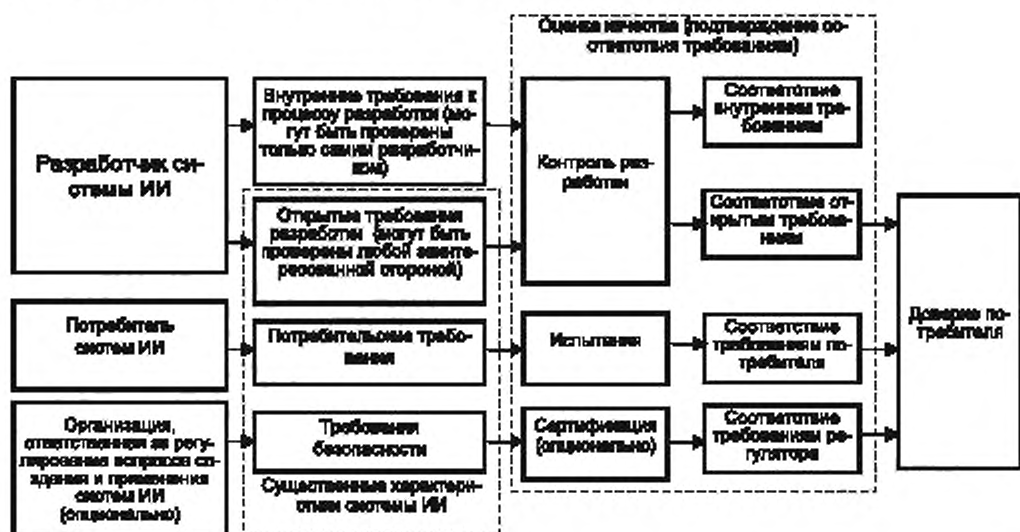 Оценка качества (подтверждение со-
ответствия требованиям)
Разработчик си-
стемы ИИ
Внутренние требования к
процессу разработки (мо-
гут быть проверены
только самим разработчи-
ком)
Контроль раз-
работки
Соответствие
внутренним тре-
бованиям
Открытые требования
разработки (могут быть
проверены любой заинте-
ресованной стороной)
Соответствие от-
крытым требова-
ниям
Доверие по-
требителя
Потребитель
систем ИИ
Потребительские требо-
вания
Испытания
Соответствие
требованиям по-
требителя
Организация,
ответственная за регу-
лирование вопросов со-
здания и применения
систем ИИ
(опционально)
Требования
безопасности
Сертификация
(опционально)
Соответствие
требованиям ре-
гулятора
Существенные характери-
стики системы ИИ